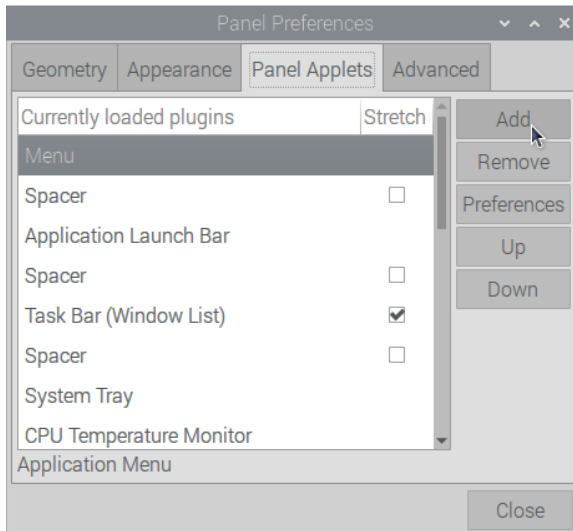 Panel Preferences
Geometry Appearance Panel Applets Advanced
Currently loaded plugins Stretch
Add
Menu
Remove
Spacer
Preferences
Application Launch Bar
Up
Spacer
Down
Task Bar (Window List)
Spacer
System Tray
CPU Temperature Monitor
Application Menu
Close